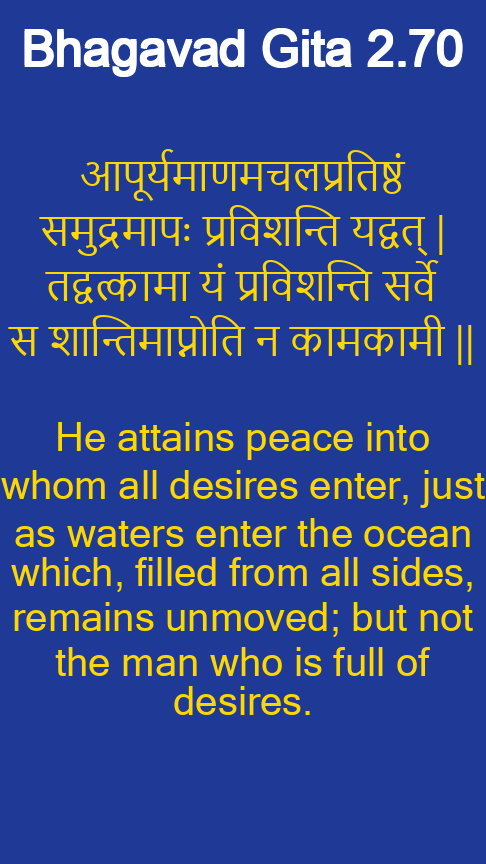 Bhagavad Gita 2.70
आपूर्यमाणमचलप्रतिष्ठं
समुद्रमापः प्रविशन्ति यद्वत् |
तद्वत्कामा यं प्रविशन्ति सर्वे
स शान्तिमाप्नोति न कामकामी ||
He attains peace into
whom all desires enter, just
as waters enter the ocean
which, filled from all sides,
remains unmoved; but not
the man who is full of
desires.